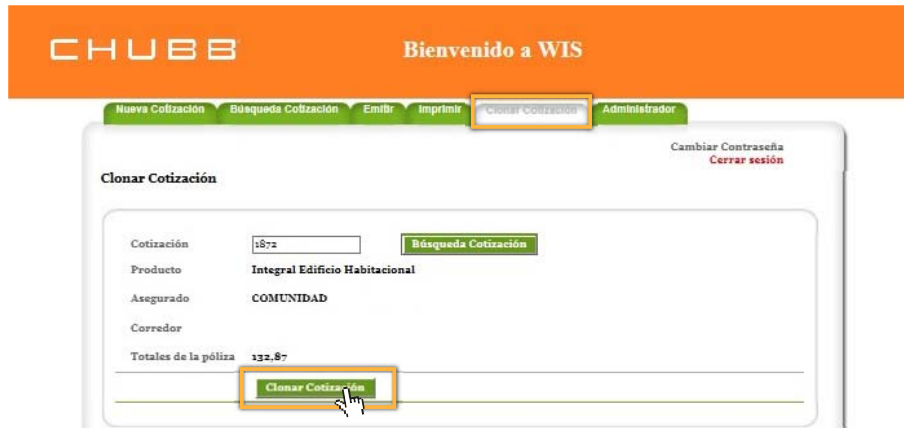 CHUBB
Bienvenido a WIS
Nueva Cotización Búsqueda Cotización Emitir Imprimir Clonar Cotización Administrador
Cambiar Contraseña
Cerrar sesión
Clonar Cotización
Cotización 1872 Búsqueda Cotización
Producto Integral Edificio Habitacional
Asegurado COMUNIDAD
Corredor
Totales de la póliza 132,87
Clonar Cotización